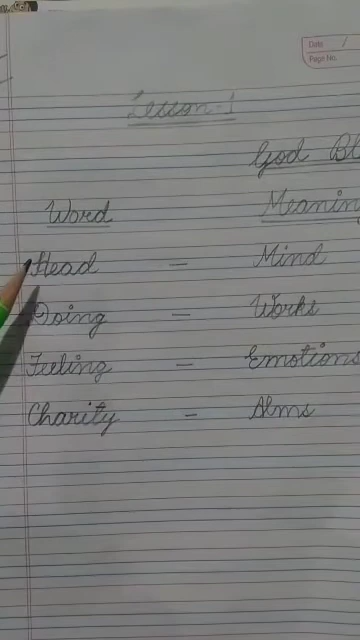 Date /
Page No.
Lesson-1
God Bl
Word Meanin
Head - Mind
Doing - Works
Feeling - Emotions
Charity - Alms